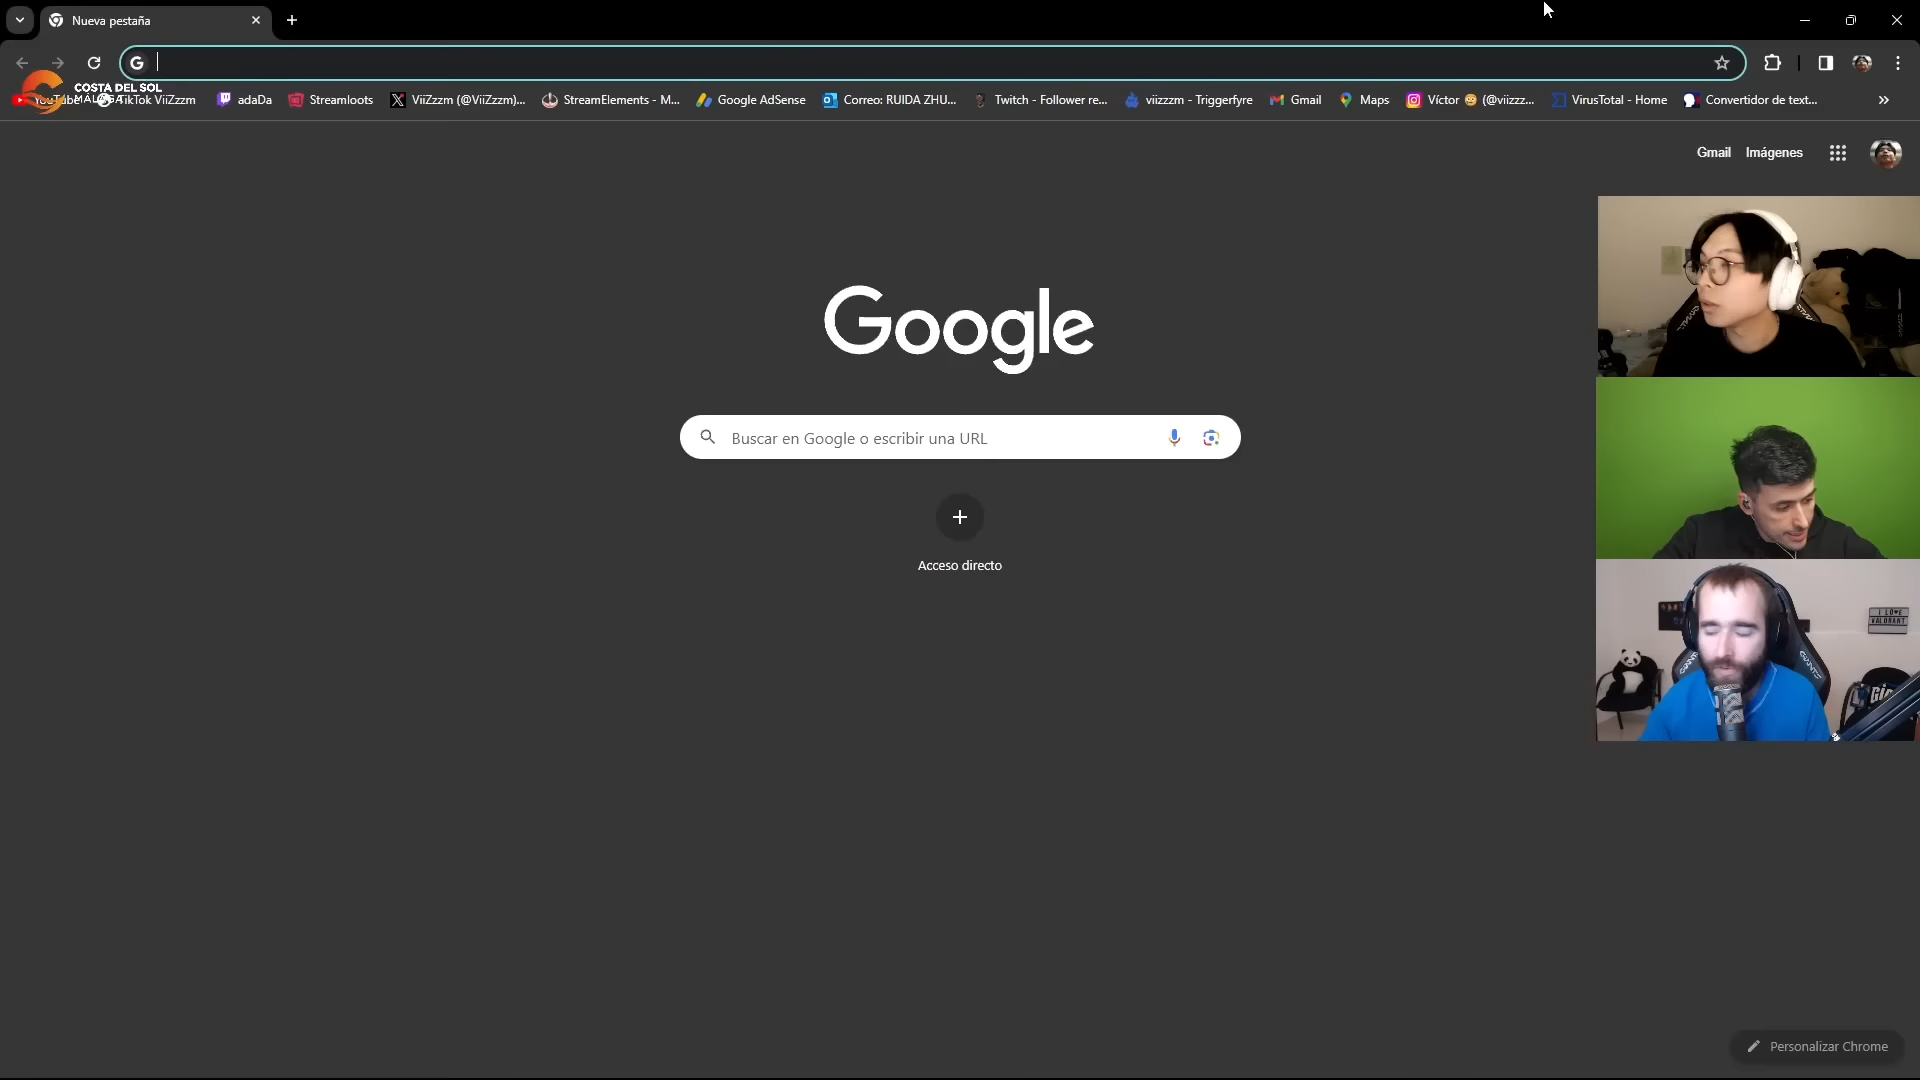 Nueva pestaña
COSTA DEL SOL
MÁLAGA
YouTube
TikTok ViiZzzm
adaDa
Streamloots
ViiZzzm (@ViiZzzm)...
StreamElements - M...
Google AdSense
Correo: RUIDA ZHU...
Twitch - Follower re...
viizzzm - Triggerfyre
Gmail
Maps
Víctor 😊 (@viizzz...
VirusTotal - Home
Convertidor de text...
Gmail Imágenes
Google
Buscar en Google o escribir una URL
Acceso directo
I LOVE
VALORANT
Personalizar Chrome